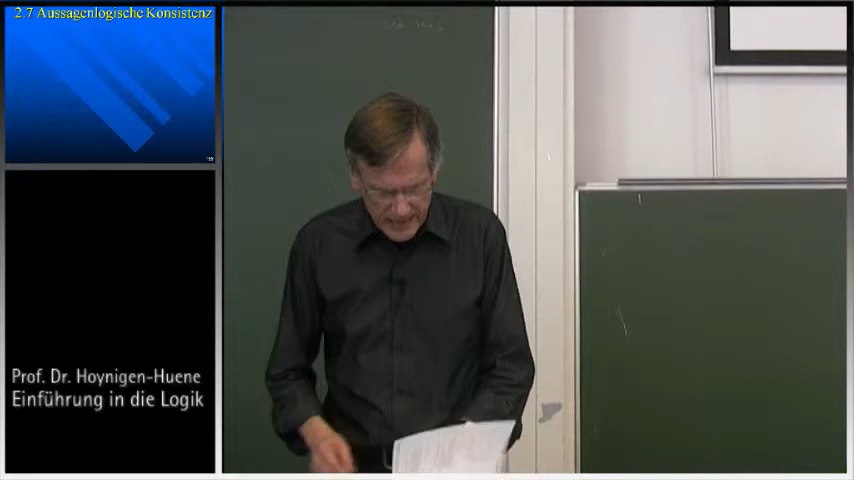 2.7 Aussagenlogische Konsistenz
Prof. Dr. Hoynigen-Huene
Einführung in die Logik